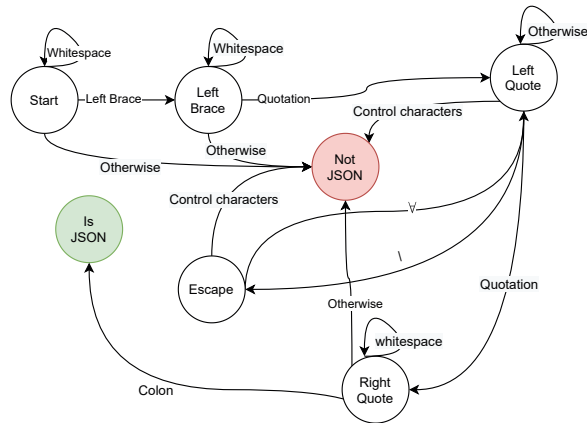 Otherwise
Whitespace
Whitespace
Start
Left Brace
Left
Brace
Quotation
Left
Quote
Control characters
Otherwise
Otherwise
Not
JSON
Control characters
∀
Is
JSON
\
Escape
Quotation
Otherwise
whitespace
Right
Quote
Colon